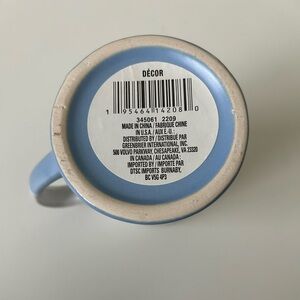 DÉCOR
1 95464 14208 0
345061 2209
MADE IN CHINA / FABRIQUÉ CHINE
IN U.S.A. / AUX É.-U. :
DISTRIBUTED BY / DISTRIBUÉ PAR
GREENBRIER INTERNATIONAL, INC.
500 VOLVO PARKWAY, CHESAPEAKE, VA 23320
IN CANADA / AU CANADA :
IMPORTED BY / IMPORTÉ PAR
DTSC IMPORTS BURNABY,
BC V5G 4P3